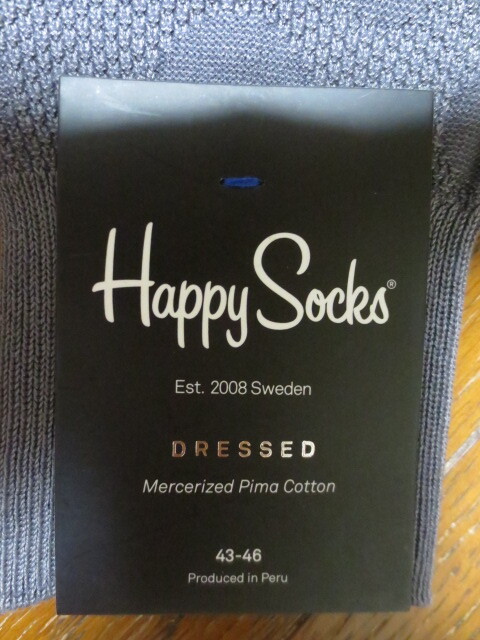 Happy Socks®
Est. 2008 Sweden
DRESSED
Mercerized Pima Cotton
43-46
Produced in Peru